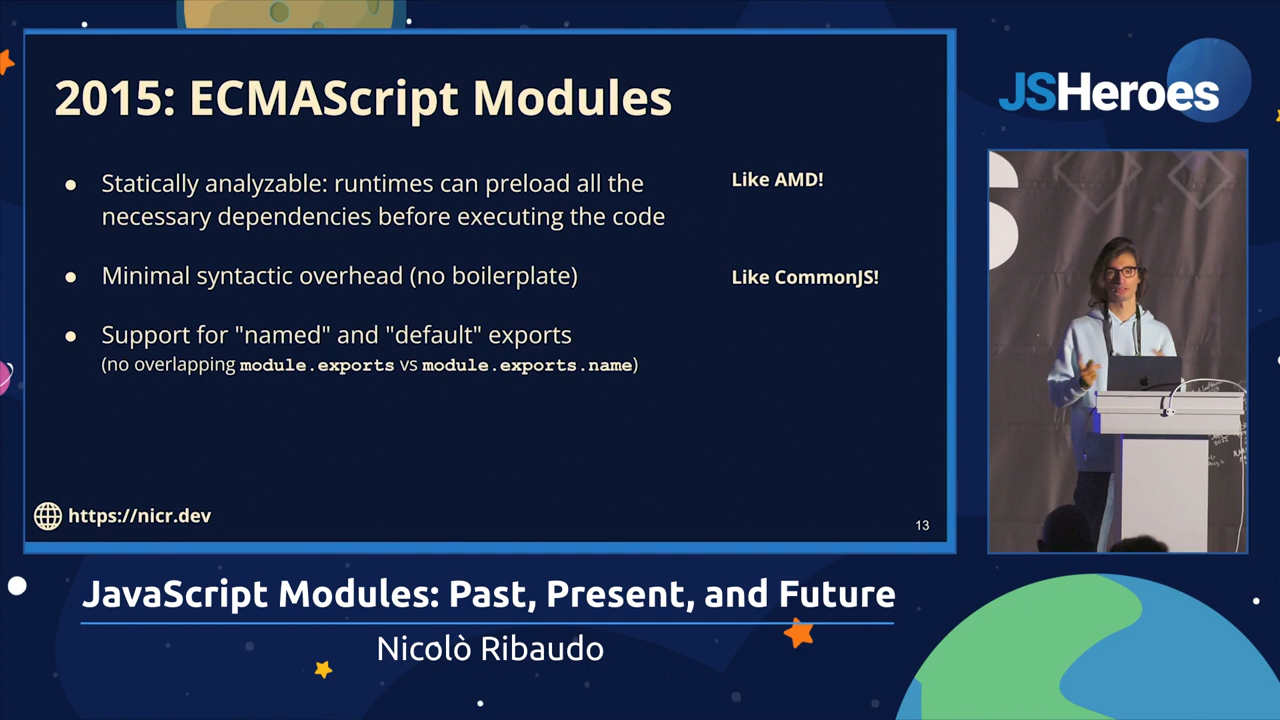 2015: ECMAScript Modules
● Statically analyzable: runtimes can preload all the
necessary dependencies before executing the code
Like AMD!
● Minimal syntactic overhead (no boilerplate)
Like CommonJS!
● Support for "named" and "default" exports
(no overlapping module.exports vs module.exports.name)
https://nicr.dev
13
JSHeroes
S
JavaScript Modules: Past, Present, and Future
Nicolò Ribaudo